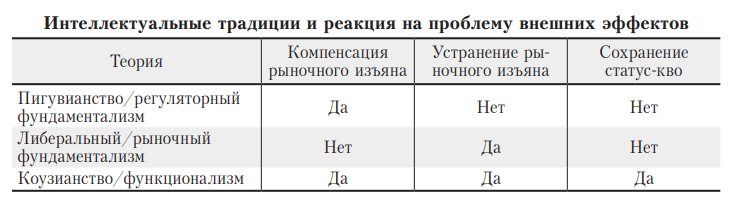 Интеллектуальные традиции и реакция на проблему внешних эффектов
Теория
Компенсация
рыночного изъяна
Устранение ры-
ночного изъяна
Сохранение
статус-кво
Пигувианство/регуляторный
фундаментализм
Да
Нет
Нет
Либеральный/рыночный
фундаментализм
Нет
Да
Нет
Коузианство/функционализм
Да
Да
Да